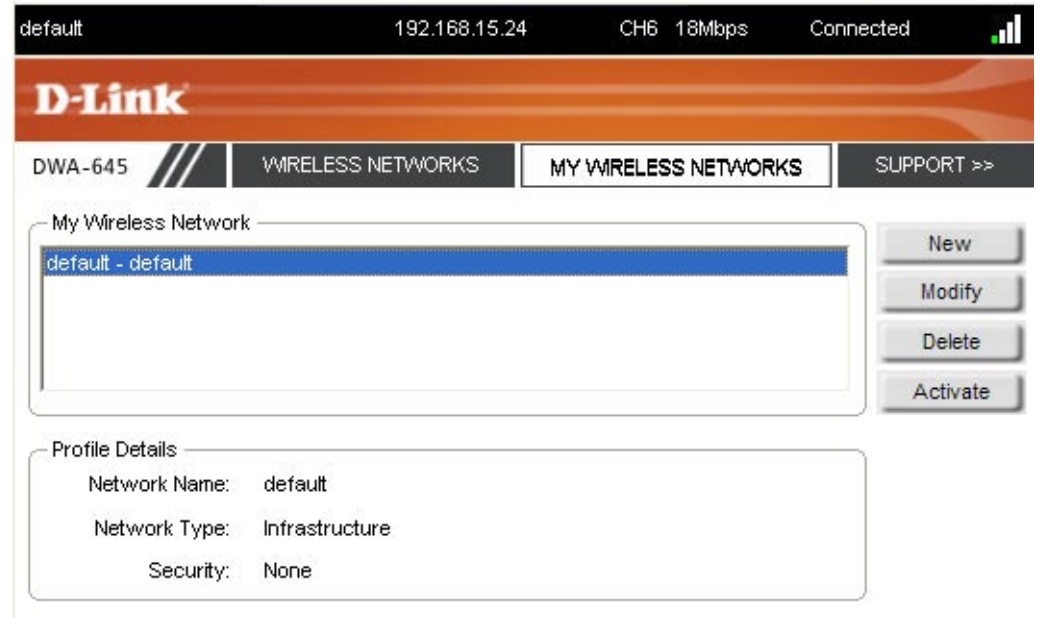 default 192.168.15.24 CH6 18Mbps Connected
D-Link
DWA-645 WIRELESS NETWORKS MY WIRELESS NETWORKS SUPPORT >>
My Wireless Network
default - default
New
Modify
Delete
Activate
Profile Details
Network Name: default
Network Type: Infrastructure
Security: None